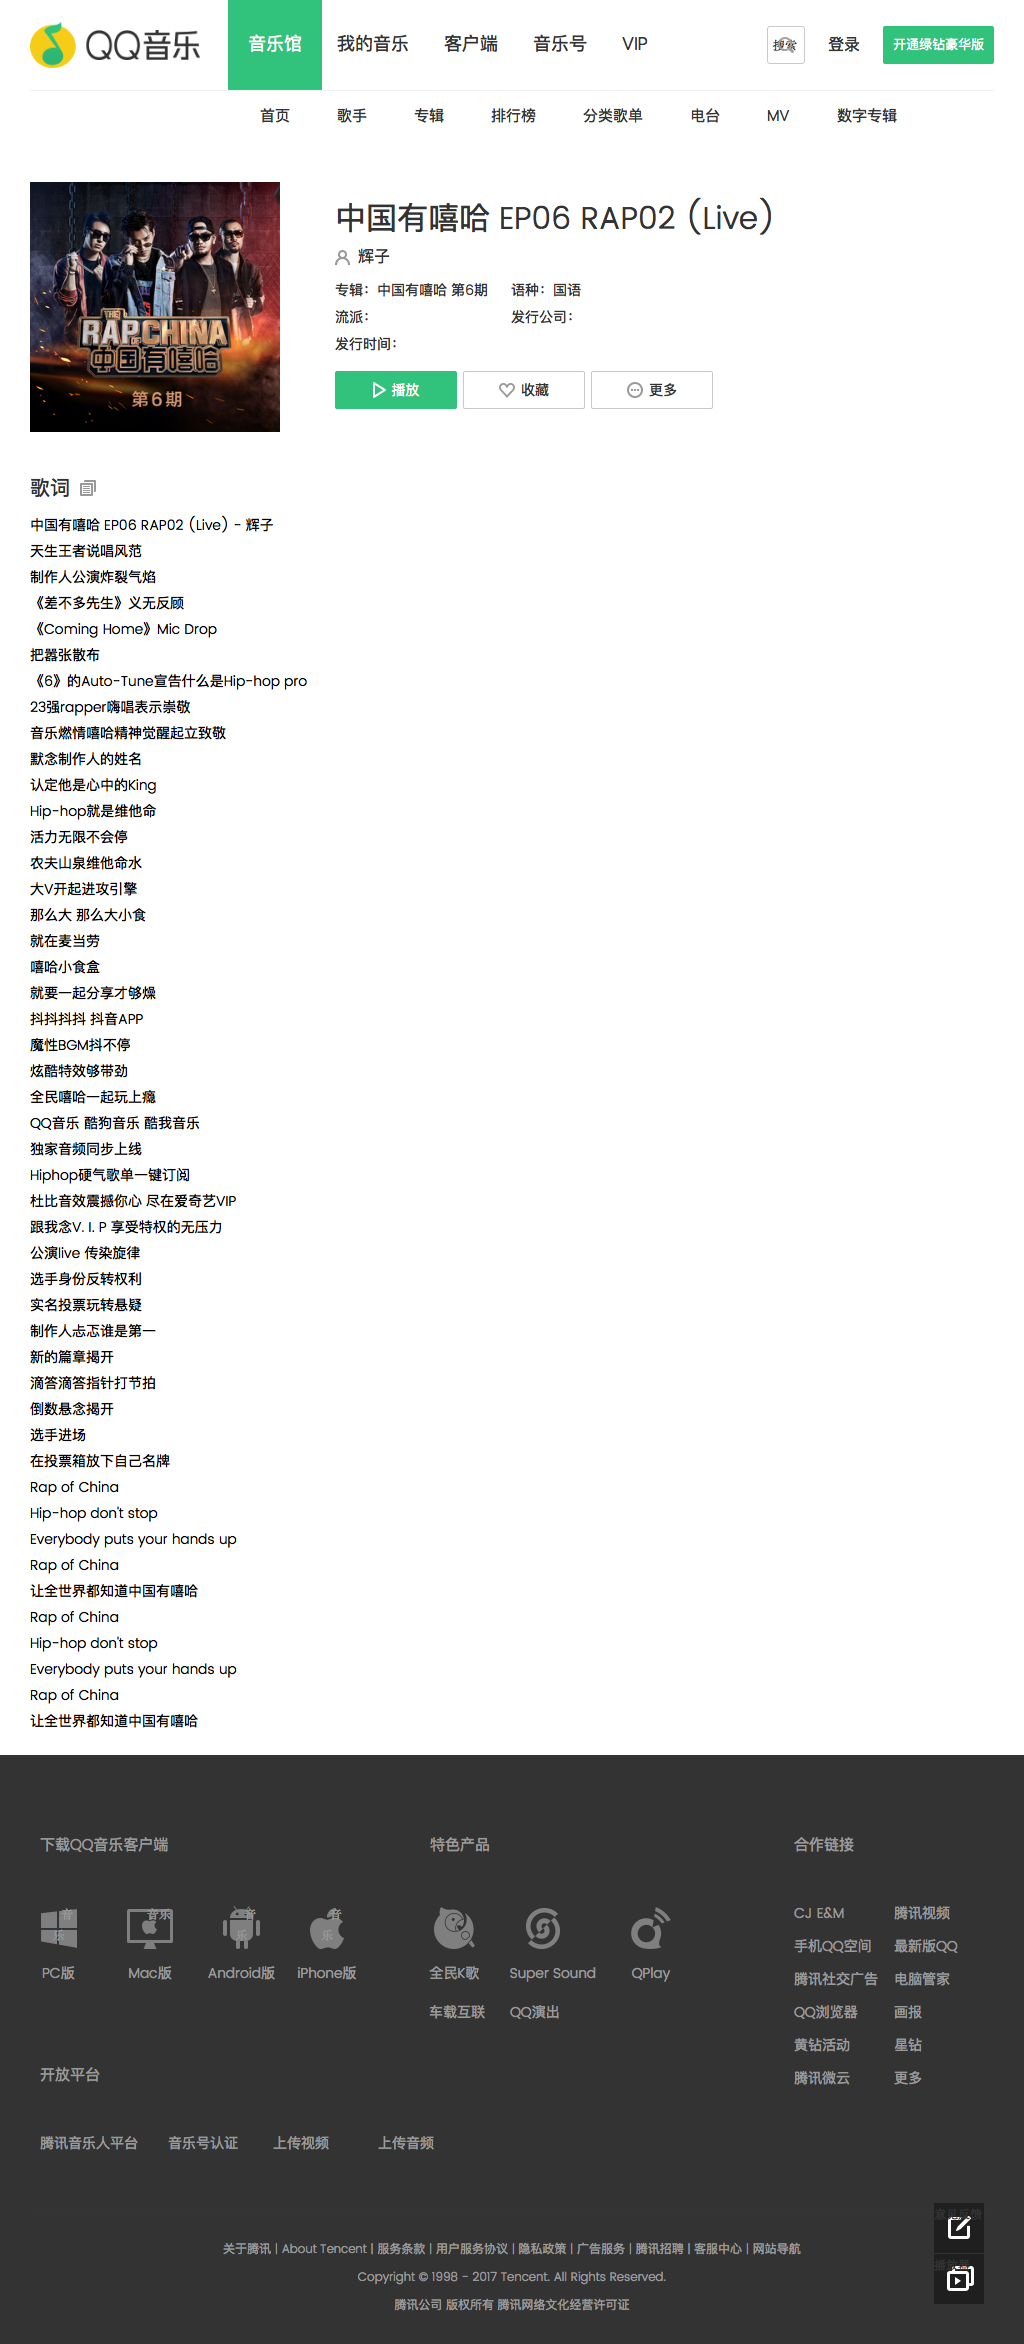 QQ音乐
音乐馆 我的音乐 客户端 音乐号 VIP 搜索 登录 开通绿钻豪华版
首页 歌手 专辑 排行榜 分类歌单 电台 MV 数字专辑
THE
RAP OF CHINA
中国有嘻哈
第6期
中国有嘻哈 EP06 RAP02 (Live)
辉子
专辑：中国有嘻哈 第6期 语种：国语
流派： 发行公司：
发行时间：
播放 收藏 更多
歌词
中国有嘻哈 EP06 RAP02 (Live) - 辉子
天生王者说唱风范
制作人公演炸裂气焰
《差不多先生》义无反顾
《Coming Home》Mic Drop
把嚣张散布
《6》的Auto-Tune宣告什么是Hip-hop pro
23强rapper嗨唱表示崇敬
音乐燃情嘻哈精神觉醒起立致敬
默念制作人的姓名
认定他是心中的King
Hip-hop就是维他命
活力无限不会停
农夫山泉维他命水
大V开起进攻引擎
那么大 那么大小食
就在麦当劳
嘻哈小食盒
就要一起分享才够燥
抖抖抖抖 抖音APP
魔性BGM抖不停
炫酷特效够带劲
全民嘻哈一起玩上瘾
QQ音乐 酷狗音乐 酷我音乐
独家音频同步上线
Hiphop硬气歌单一键订阅
杜比音效震撼你心 尽在爱奇艺VIP
跟我念V. I. P 享受特权的无压力
公演live 传染旋律
选手身份反转权利
实名投票玩转悬疑
制作人忐忑谁是第一
新的篇章揭开
滴答滴答指针打节拍
倒数悬念揭开
选手进场
在投票箱放下自己名牌
Rap of China
Hip-hop don't stop
Everybody puts your hands up
Rap of China
让全世界都知道中国有嘻哈
Rap of China
Hip-hop don't stop
Everybody puts your hands up
Rap of China
让全世界都知道中国有嘻哈
下载QQ音乐客户端 特色产品 合作链接
音乐 音乐 音乐 音乐
PC版 Mac版 Android版 iPhone版 全民K歌 Super Sound QPlay
车载互联 QQ演出
CJ E&M 腾讯视频
手机QQ空间 最新版QQ
腾讯社交广告 电脑管家
QQ浏览器 画报
黄钻活动 星钻
腾讯微云 更多
开放平台
腾讯音乐人平台 音乐号认证 上传视频 上传音频
关于腾讯 | About Tencent | 服务条款 | 用户服务协议 | 隐私政策 | 广告服务 | 腾讯招聘 | 客服中心 | 网站导航
Copyright © 1998 - 2017 Tencent. All Rights Reserved.
腾讯公司 版权所有 腾讯网络文化经营许可证